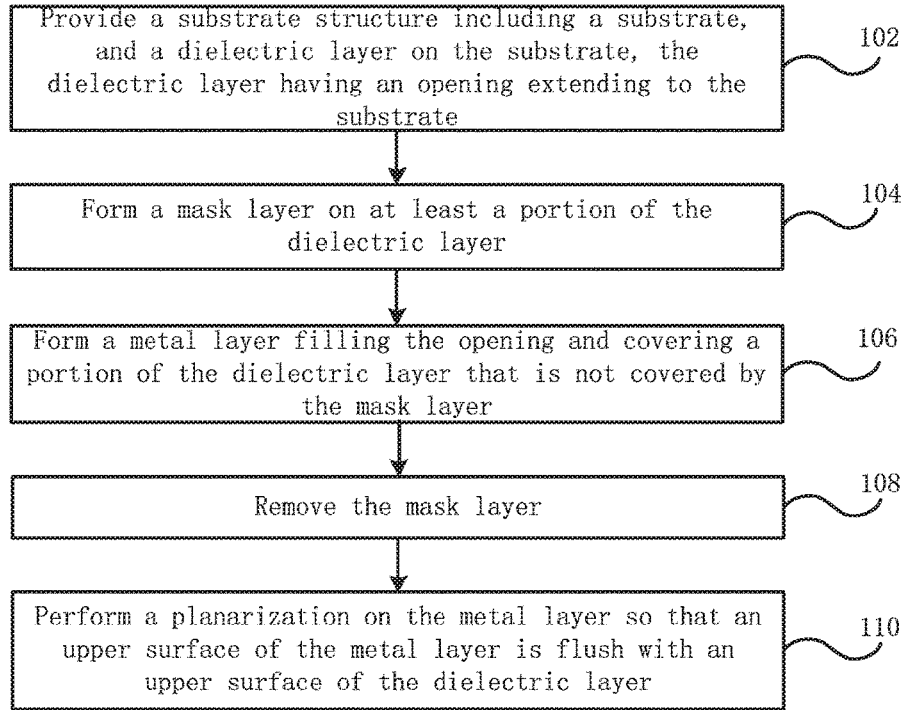 Provide a substrate structure including a substrate,
and a dielectric layer on the substrate, the
dielectric layer having an opening extending to the
substrate
102
Form a mask layer on at least a portion of the
dielectric layer
104
Form a metal layer filling the opening and covering a
portion of the dielectric layer that is not covered by
the mask layer
106
Remove the mask layer
108
Perform a planarization on the metal layer so that an
upper surface of the metal layer is flush with an
upper surface of the dielectric layer
110